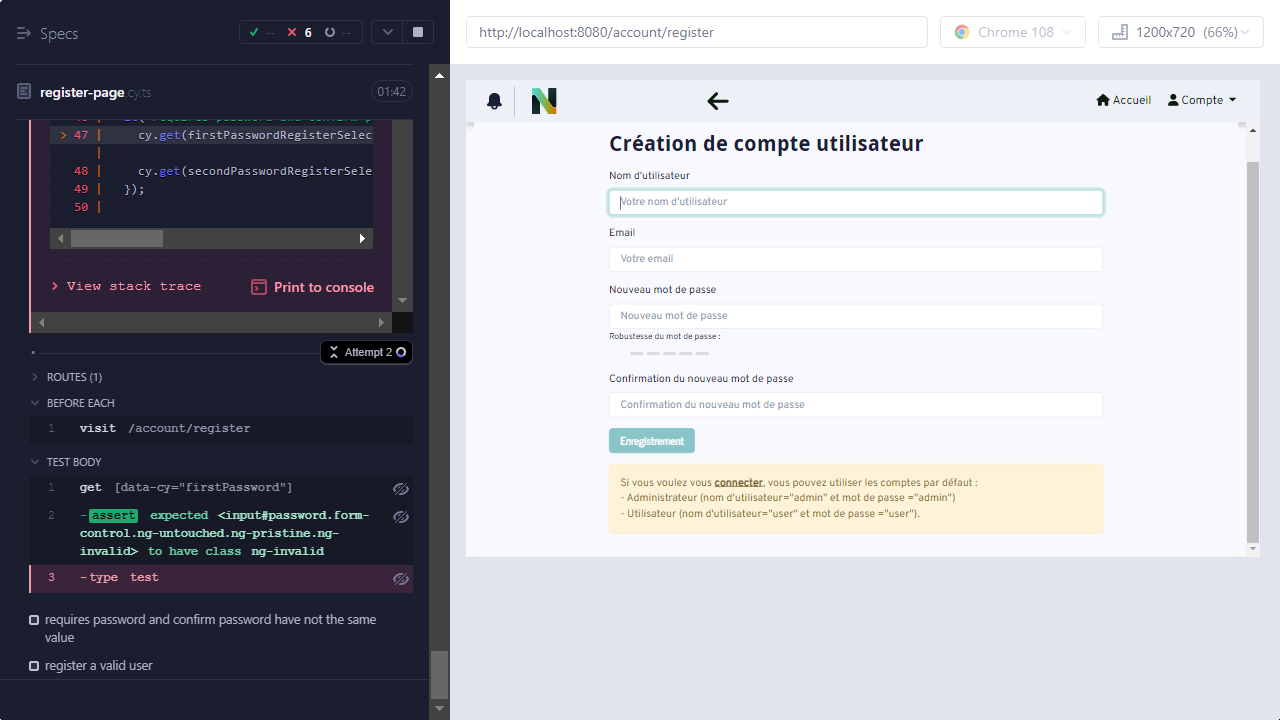 Specs
-- 6 --
register-page.cy.ts
01:42
> 47 | cy.get(firstPasswordRegisterSelec
|
48 | cy.get(secondPasswordRegisterSele
49 | });
50 |
> View stack trace
Print to console
Attempt 2
ROUTES (1)
BEFORE EACH
1 visit /account/register
TEST BODY
1 get [data-cy="firstPassword"]
2 -assert expected <input#password.form-
control.ng-untouched.ng-pristine.ng-
invalid> to have class ng-invalid
3 -type test
requires password and confirm password have not the same
value
register a valid user
http://localhost:8080/account/register
Chrome 108
1200x720 (66%)
N
Accueil
Compte
Création de compte utilisateur
Nom d'utilisateur
Votre nom d'utilisateur
Email
Votre email
Nouveau mot de passe
Nouveau mot de passe
Robustesse du mot de passe :
Confirmation du nouveau mot de passe
Confirmation du nouveau mot de passe
Enregistrement
Si vous voulez vous connecter, vous pouvez utiliser les comptes par défaut :
- Administrateur (nom d'utilisateur="admin" et mot de passe ="admin")
- Utilisateur (nom d'utilisateur="user" et mot de passe ="user").